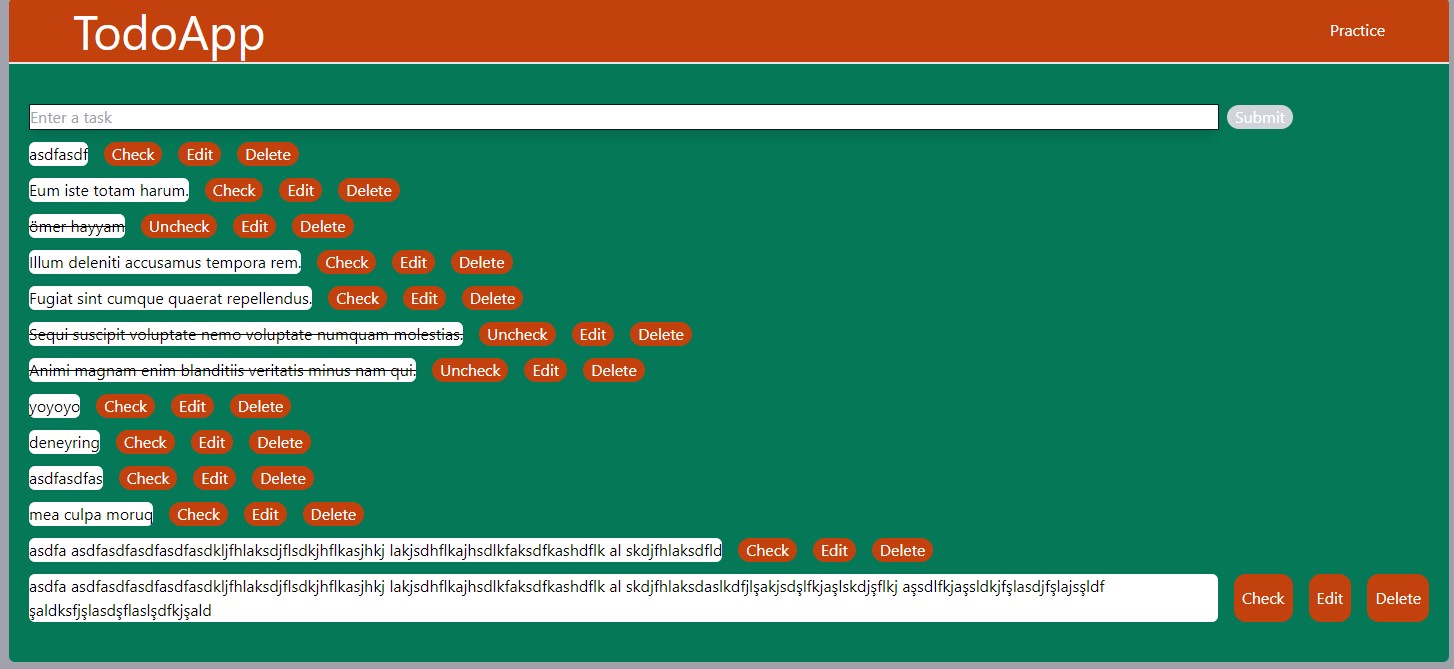 TodoApp Practice
Enter a task Submit
asdfasdf Check Edit Delete
Eum iste totam harum. Check Edit Delete
ömer hayyam Uncheck Edit Delete
Illum deleniti accusamus tempora rem. Check Edit Delete
Fugiat sint cumque quaerat repellendus. Check Edit Delete
Sequi suscipit voluptate nemo voluptate numquam molestias. Uncheck Edit Delete
Animi magnam enim blanditiis veritatis minus nam qui. Uncheck Edit Delete
yoyoyo Check Edit Delete
deneyring Check Edit Delete
asdfasdfas Check Edit Delete
mea culpa moruq Check Edit Delete
asdfa asdfasdfasdfasdfasdkljfhlaksdjflsdkjhflkasjhkj lakjsdhflkajhsdlkfaksdfkashdflk al skdjfhlaksdfld Check Edit Delete
asdfa asdfasdfasdfasdfasdkljfhlaksdjflsdkjhflkasjhkj lakjsdhflkajhsdlkfaksdfkashdflk al skdjfhlaksdaslkdfjlşakjsdşlfkjaşlskdjşflkj aşsdlfkjaşsldkjfşlasdjfşlajsşldf
şaldksfjşlasdşflaslşdfkjşald Check Edit Delete